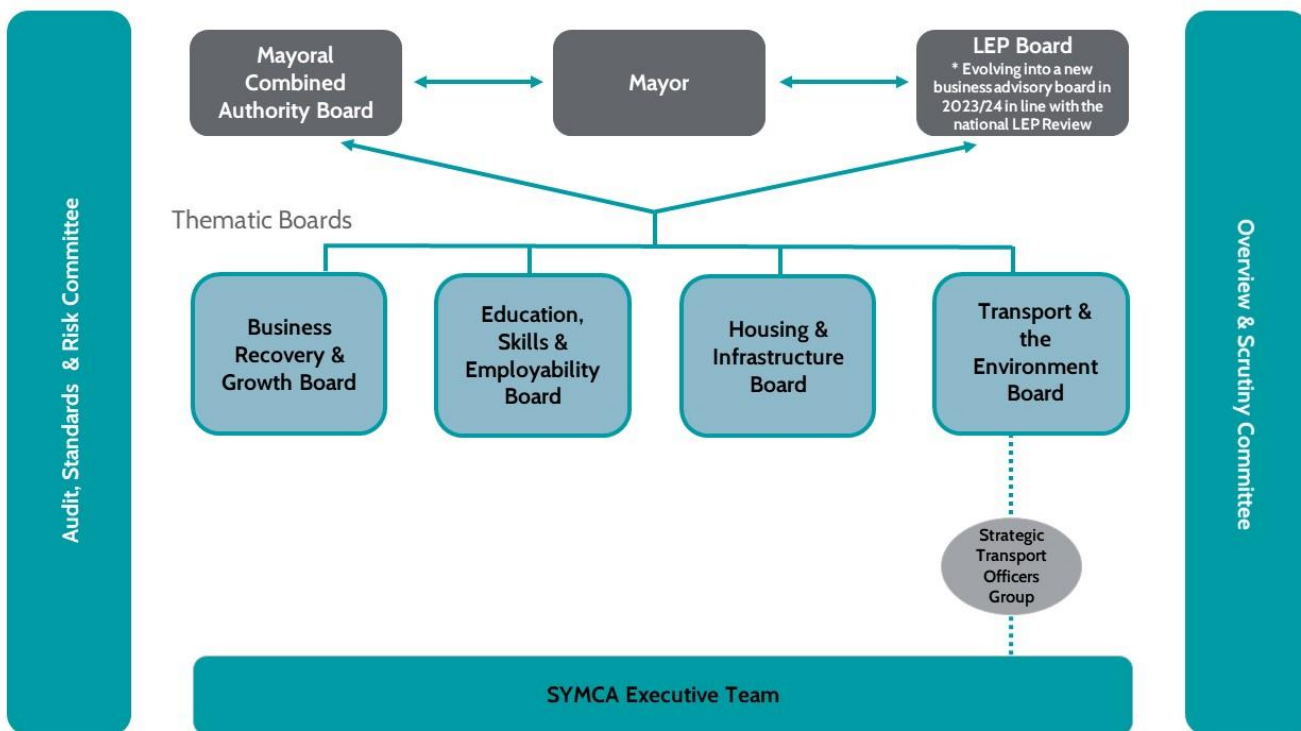 Audit, Standards & Risk Committee
Mayoral
Combined
Authority Board
Mayor
LEP Board
* Evolving into a new
business advisory board in
2023/24 in line with the
national LEP Review
Thematic Boards
Business
Recovery &
Growth Board
Education,
Skills &
Employability
Board
Housing &
Infrastructure
Board
Transport &
the
Environment
Board
Strategic
Transport
Officers
Group
SYMCA Executive Team
Overview & Scrutiny Committee